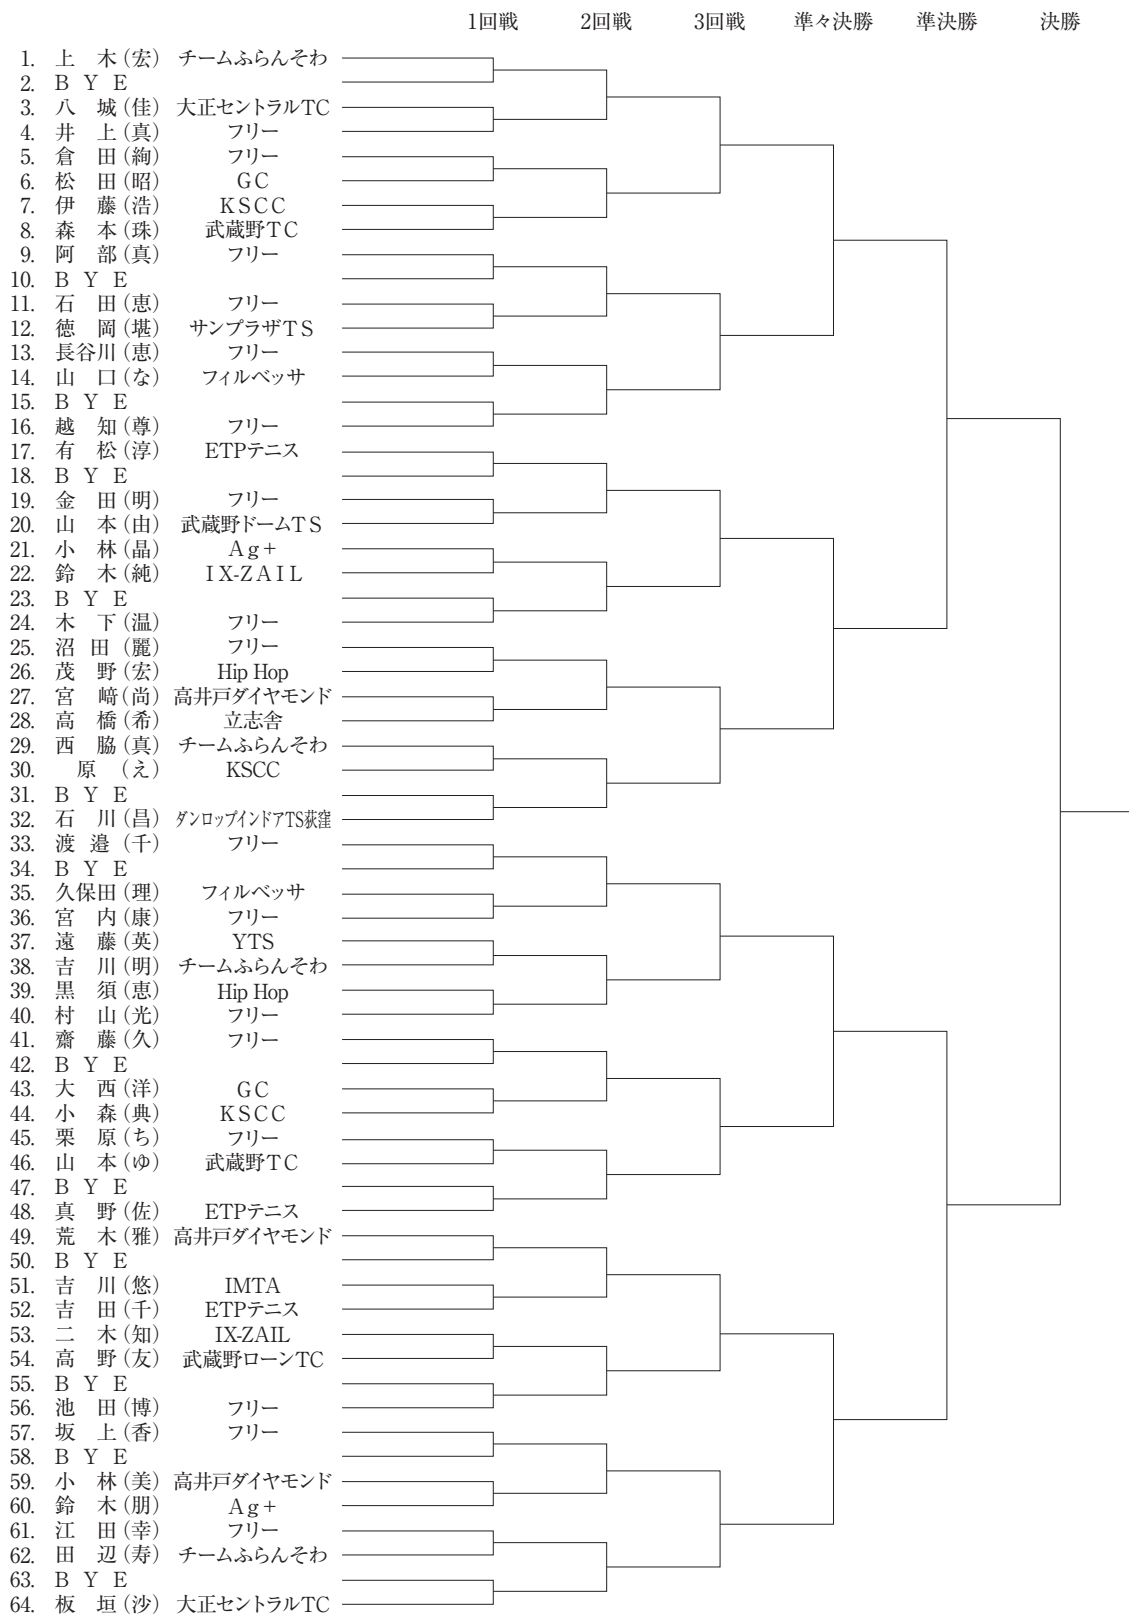 1回戦 2回戦 3回戦 準々決勝 準決勝 決勝
1. 上 木(宏) チームふらんそわ
2. B Y E
3. 八 城(佳) 大正セントラルTC
4. 井 上(真) フリー
5. 倉 田(絢) フリー
6. 松 田(昭) GC
7. 伊 藤(浩) KSCC
8. 森 本(珠) 武蔵野TC
9. 阿 部(真) フリー
10. B Y E
11. 石 田(恵) フリー
12. 徳 岡(堪) サンプラザTS
13. 長谷川(恵) フリー
14. 山 口(な) フィルベッサ
15. B Y E
16. 越 知(尊) フリー
17. 有 松(淳) ETPテニス
18. B Y E
19. 金 田(明) フリー
20. 山 本(由) 武蔵野ドームTS
21. 小 林(晶) Ag+
22. 鈴 木(純) IX-ZAIL
23. B Y E
24. 木 下(温) フリー
25. 沼 田(麗) フリー
26. 茂 野(宏) Hip Hop
27. 宮 﨑(尚) 高井戸ダイヤモンド
28. 高 橋(希) 立志舎
29. 西 脇(真) チームふらんそわ
30. 原 (え) KSCC
31. B Y E
32. 石 川(昌) ダンロップインドアTS荻窪
33. 渡 邉(千) フリー
34. B Y E
35. 久保田(理) フィルベッサ
36. 宮 内(康) フリー
37. 遠 藤(英) YTS
38. 吉 川(明) チームふらんそわ
39. 黒 須(恵) Hip Hop
40. 村 山(光) フリー
41. 齋 藤(久) フリー
42. B Y E
43. 大 西(洋) GC
44. 小 森(典) KSCC
45. 栗 原(ち) フリー
46. 山 本(ゆ) 武蔵野TC
47. B Y E
48. 真 野(佐) ETPテニス
49. 荒 木(雅) 高井戸ダイヤモンド
50. B Y E
51. 吉 川(悠) IMTA
52. 吉 田(千) ETPテニス
53. 二 木(知) IX-ZAIL
54. 高 野(友) 武蔵野ローンTC
55. B Y E
56. 池 田(博) フリー
57. 坂 上(香) フリー
58. B Y E
59. 小 林(美) 高井戸ダイヤモンド
60. 鈴 木(朋) Ag+
61. 江 田(幸) フリー
62. 田 辺(寿) チームふらんそわ
63. B Y E
64. 板 垣(沙) 大正セントラルTC